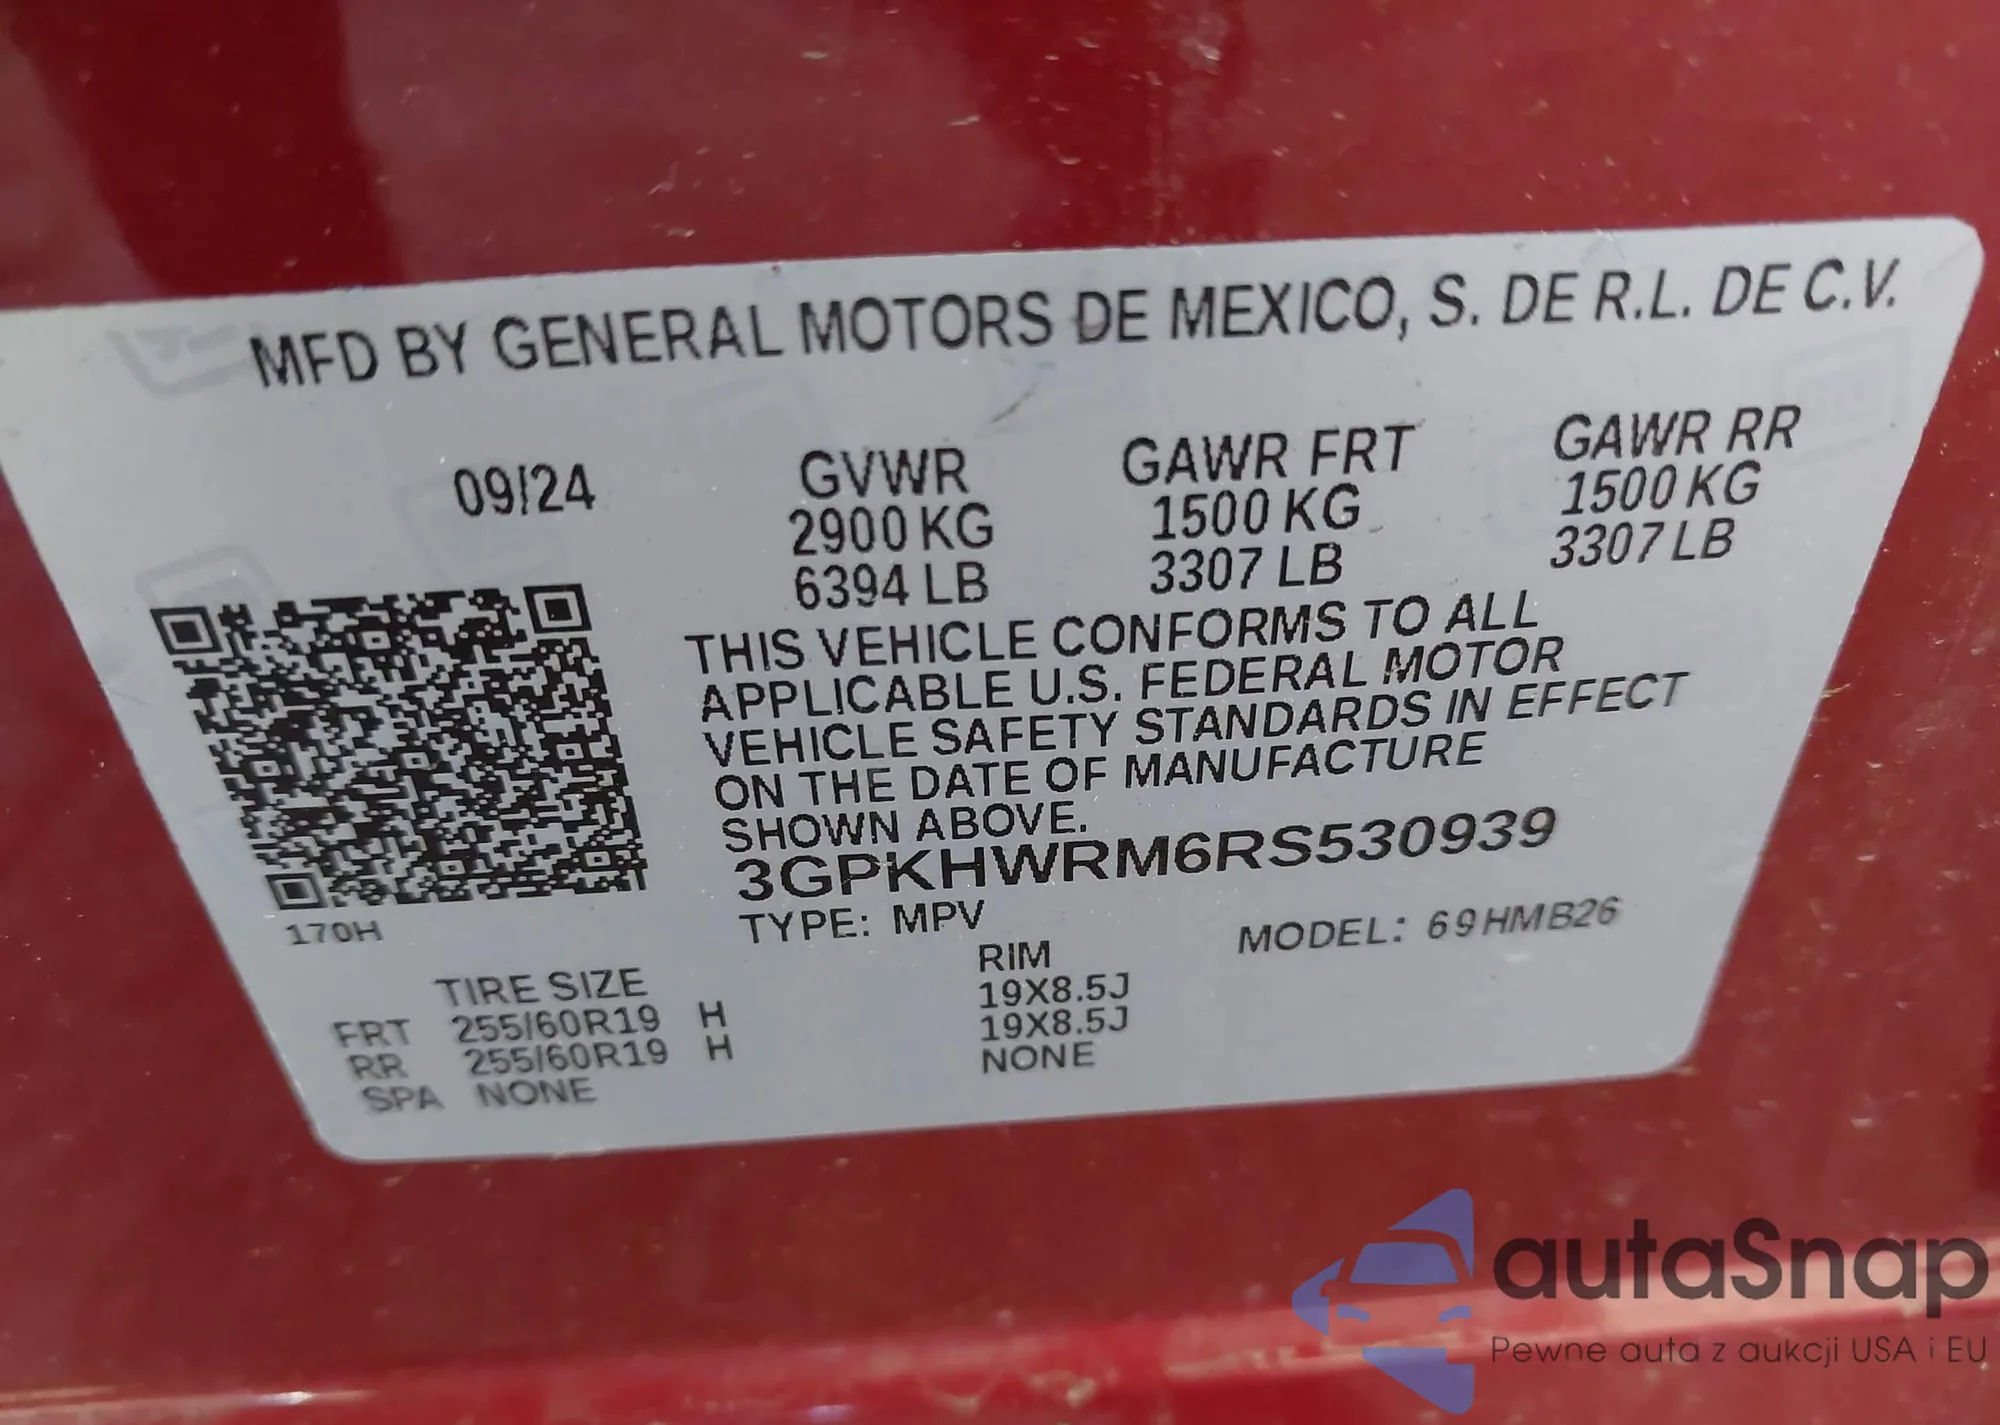 MFD BY GENERAL MOTORS DE MEXICO, S. DE R.L. DE C.V.
09/24 GVWR GAWR FRT GAWR RR
2900 KG 1500 KG 1500 KG
6394 LB 3307 LB 3307 LB
THIS VEHICLE CONFORMS TO ALL
APPLICABLE U.S. FEDERAL MOTOR
VEHICLE SAFETY STANDARDS IN EFFECT
ON THE DATE OF MANUFACTURE
SHOWN ABOVE.
3GPKHWRM6RS530939
170H
TYPE: MPV MODEL: 69HMB26
TIRE SIZE RIM
FRT 255/60R19 H 19X8.5J
RR 255/60R19 H 19X8.5J
SPA NONE NONE
autaSnap
Pewne auta z aukcji USA i EU